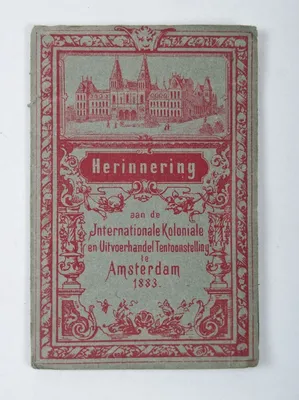 Herinnering
aan de
Internationale Koloniale
en Uitvoerhandel Tentoonstelling
te
Amsterdam
1883.